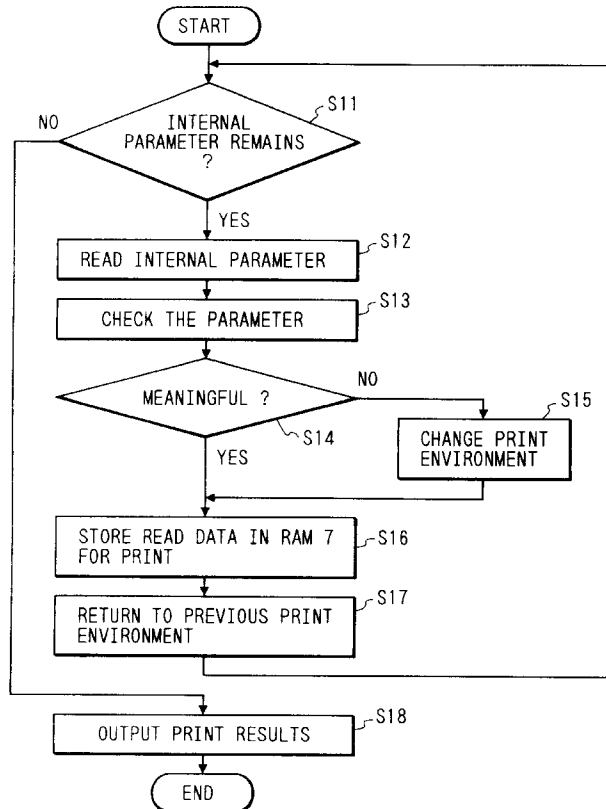 START
S11
NO
INTERNAL
PARAMETER REMAINS
?
YES
S12
READ INTERNAL PARAMETER
S13
CHECK THE PARAMETER
MEANINGFUL ?
NO
S14
S15
YES
CHANGE PRINT
ENVIRONMENT
STORE READ DATA IN RAM 7
FOR PRINT
S16
S17
RETURN TO PREVIOUS PRINT
ENVIRONMENT
S18
OUTPUT PRINT RESULTS
END